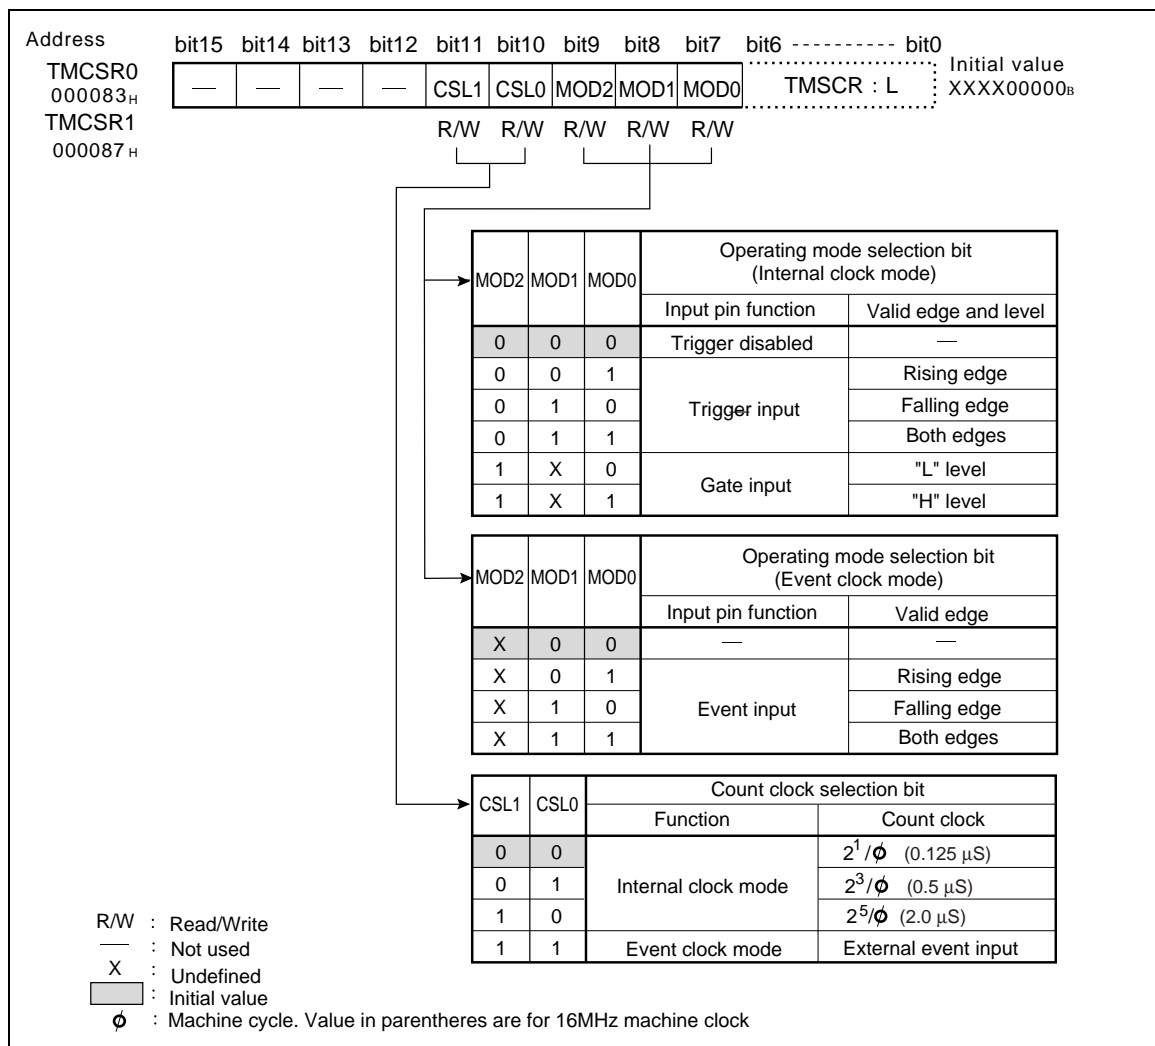 Address bit15 bit14 bit13 bit12 bit11 bit10 bit9 bit8 bit7 bit6 ---------- bit0 Initial value
TMCSR0 000083H — — — — CSL1 CSL0 MOD2 MOD1 MOD0 TMSCR : L XXXX00000B
TMCSR1 000087H R/W R/W R/W R/W R/W
MOD2 MOD1 MOD0 Operating mode selection bit
(Internal clock mode)
Input pin function Valid edge and level
0 0 0 Trigger disabled —
0 0 1 Trigger input Rising edge
0 1 0 Falling edge
0 1 1 Both edges
1 X 0 Gate input "L" level
1 X 1 "H" level
MOD2 MOD1 MOD0 Operating mode selection bit
(Event clock mode)
Input pin function Valid edge
X 0 0 — —
X 0 1 Event input Rising edge
X 1 0 Falling edge
X 1 1 Both edges
CSL1 CSL0 Count clock selection bit
Function Count clock
0 0 Internal clock mode 2¹/ϕ (0.125 µS)
0 1 2³/ϕ (0.5 µS)
1 0 2⁵/ϕ (2.0 µS)
1 1 Event clock mode External event input
R/W : Read/Write
— : Not used
X : Undefined
: Initial value
ϕ : Machine cycle. Value in parentheres are for 16MHz machine clock